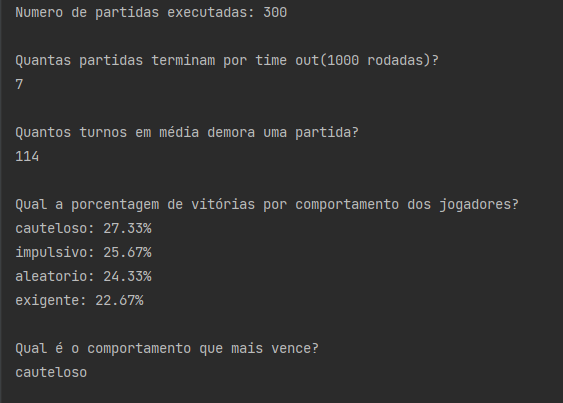 Numero de partidas executadas: 300
Quantas partidas terminam por time out(1000 rodadas)?
7
Quantos turnos em média demora uma partida?
114
Qual a porcentagem de vitórias por comportamento dos jogadores?
cauteloso: 27.33%
impulsivo: 25.67%
aleatorio: 24.33%
exigente: 22.67%
Qual é o comportamento que mais vence?
cauteloso